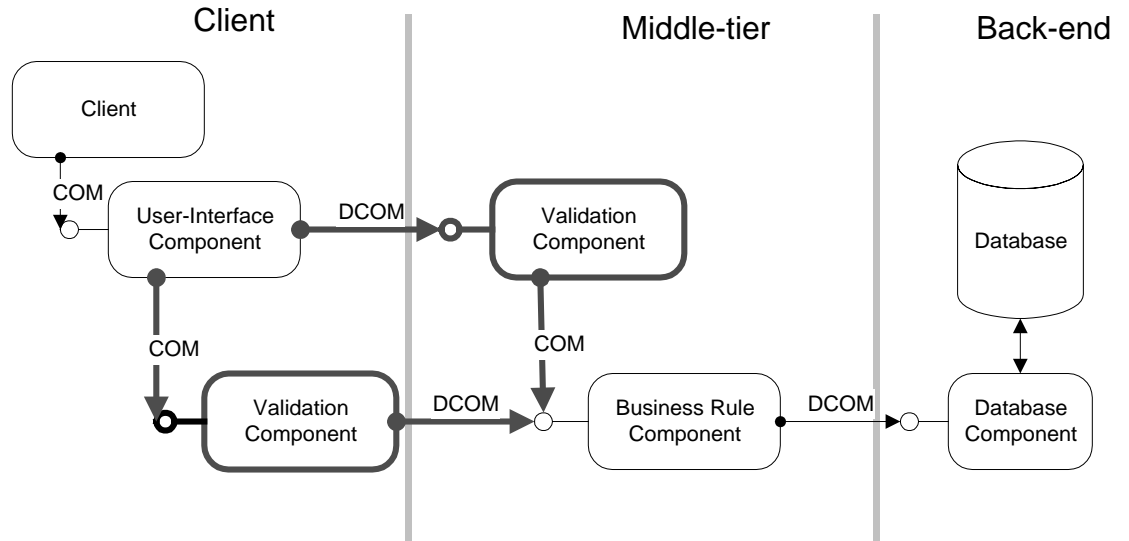 Client
Middle-tier
Back-end
Client
COM
User-Interface
Component
DCOM
Validation
Component
Database
COM
COM
Validation
Component
DCOM
Business Rule
Component
DCOM
Database
Component